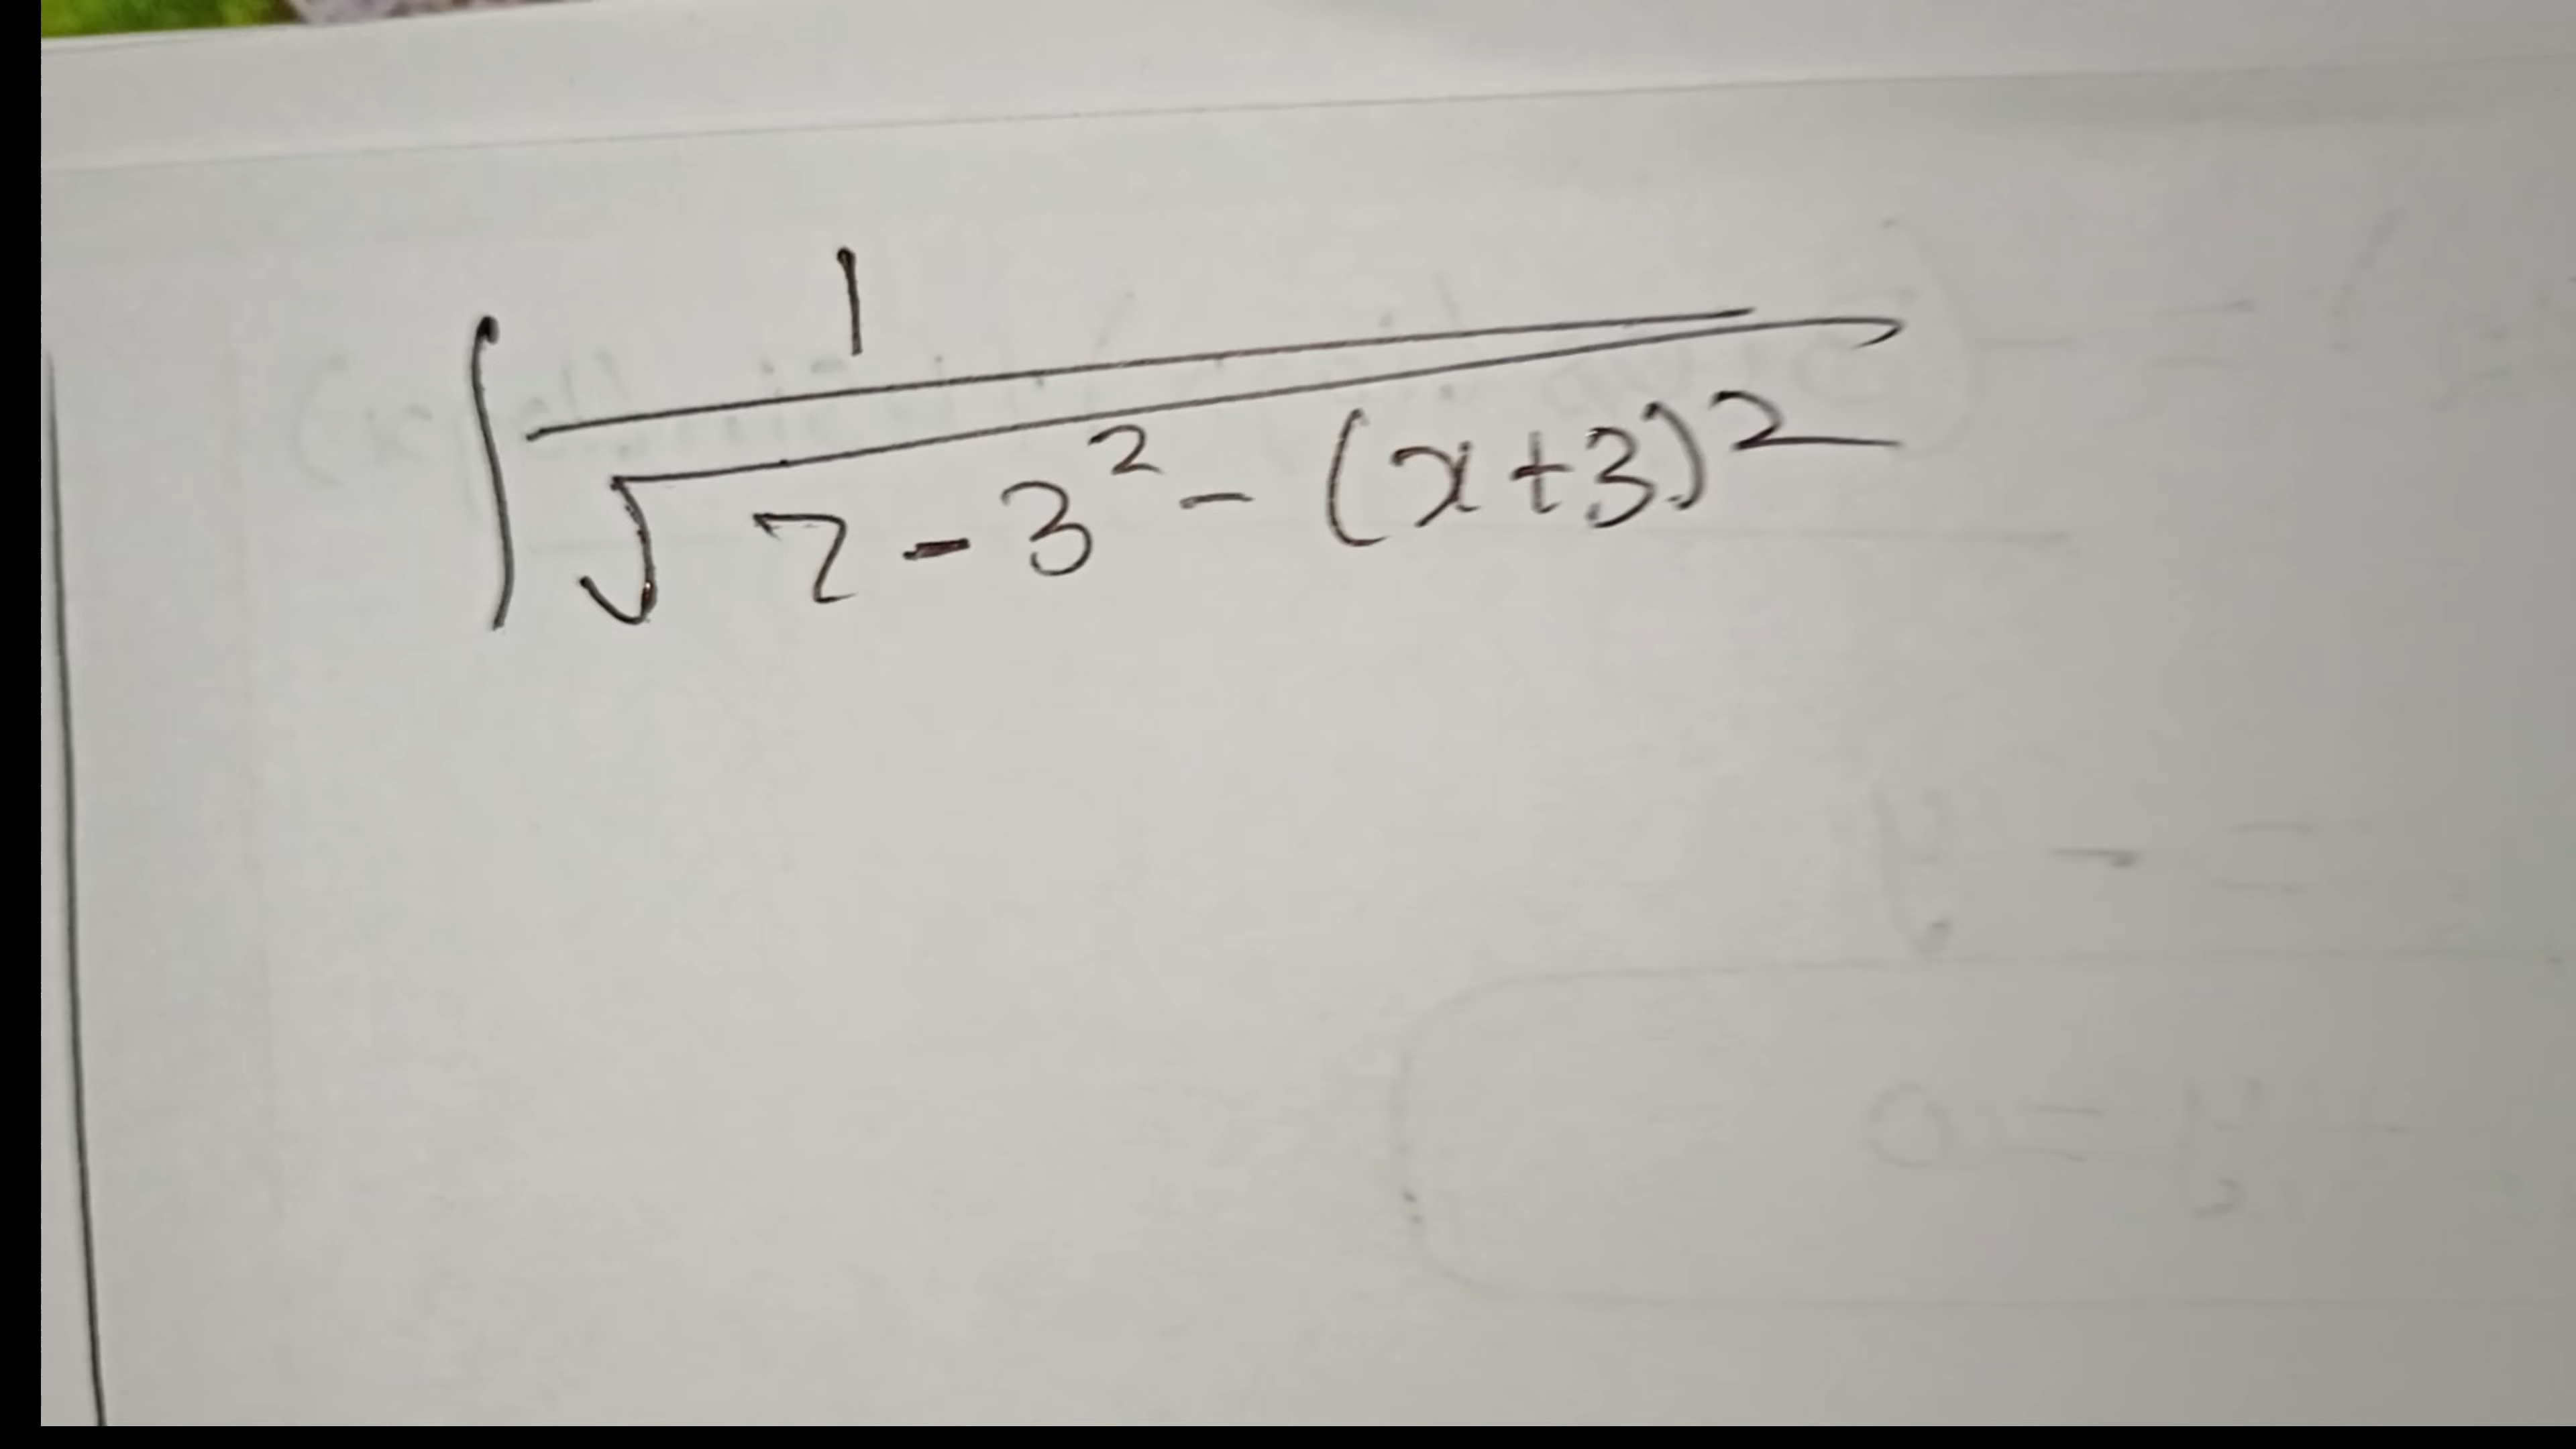 ∫ 1/√(7 - 3² - (x+3)²)